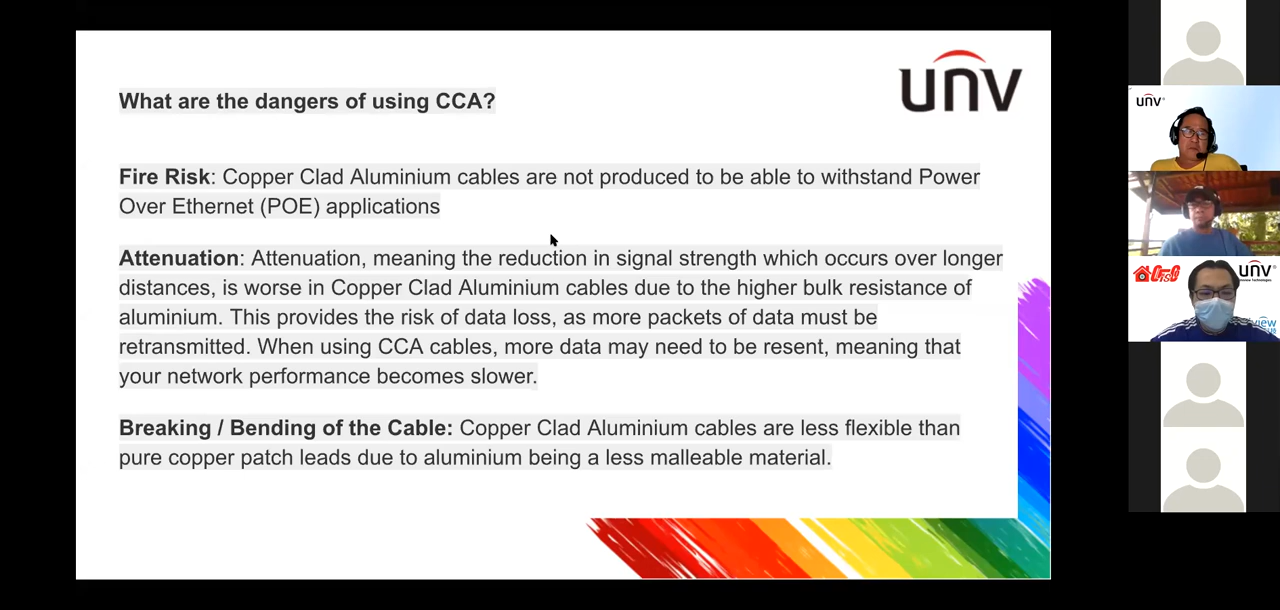 What are the dangers of using CCA?
unv
Fire Risk: Copper Clad Aluminium cables are not produced to be able to withstand Power
Over Ethernet (POE) applications
Attenuation: Attenuation, meaning the reduction in signal strength which occurs over longer
distances, is worse in Copper Clad Aluminium cables due to the higher bulk resistance of
aluminium. This provides the risk of data loss, as more packets of data must be
retransmitted. When using CCA cables, more data may need to be resent, meaning that
your network performance becomes slower.
Breaking / Bending of the Cable: Copper Clad Aluminium cables are less flexible than
pure copper patch leads due to aluminium being a less malleable material.
unv
unv
view